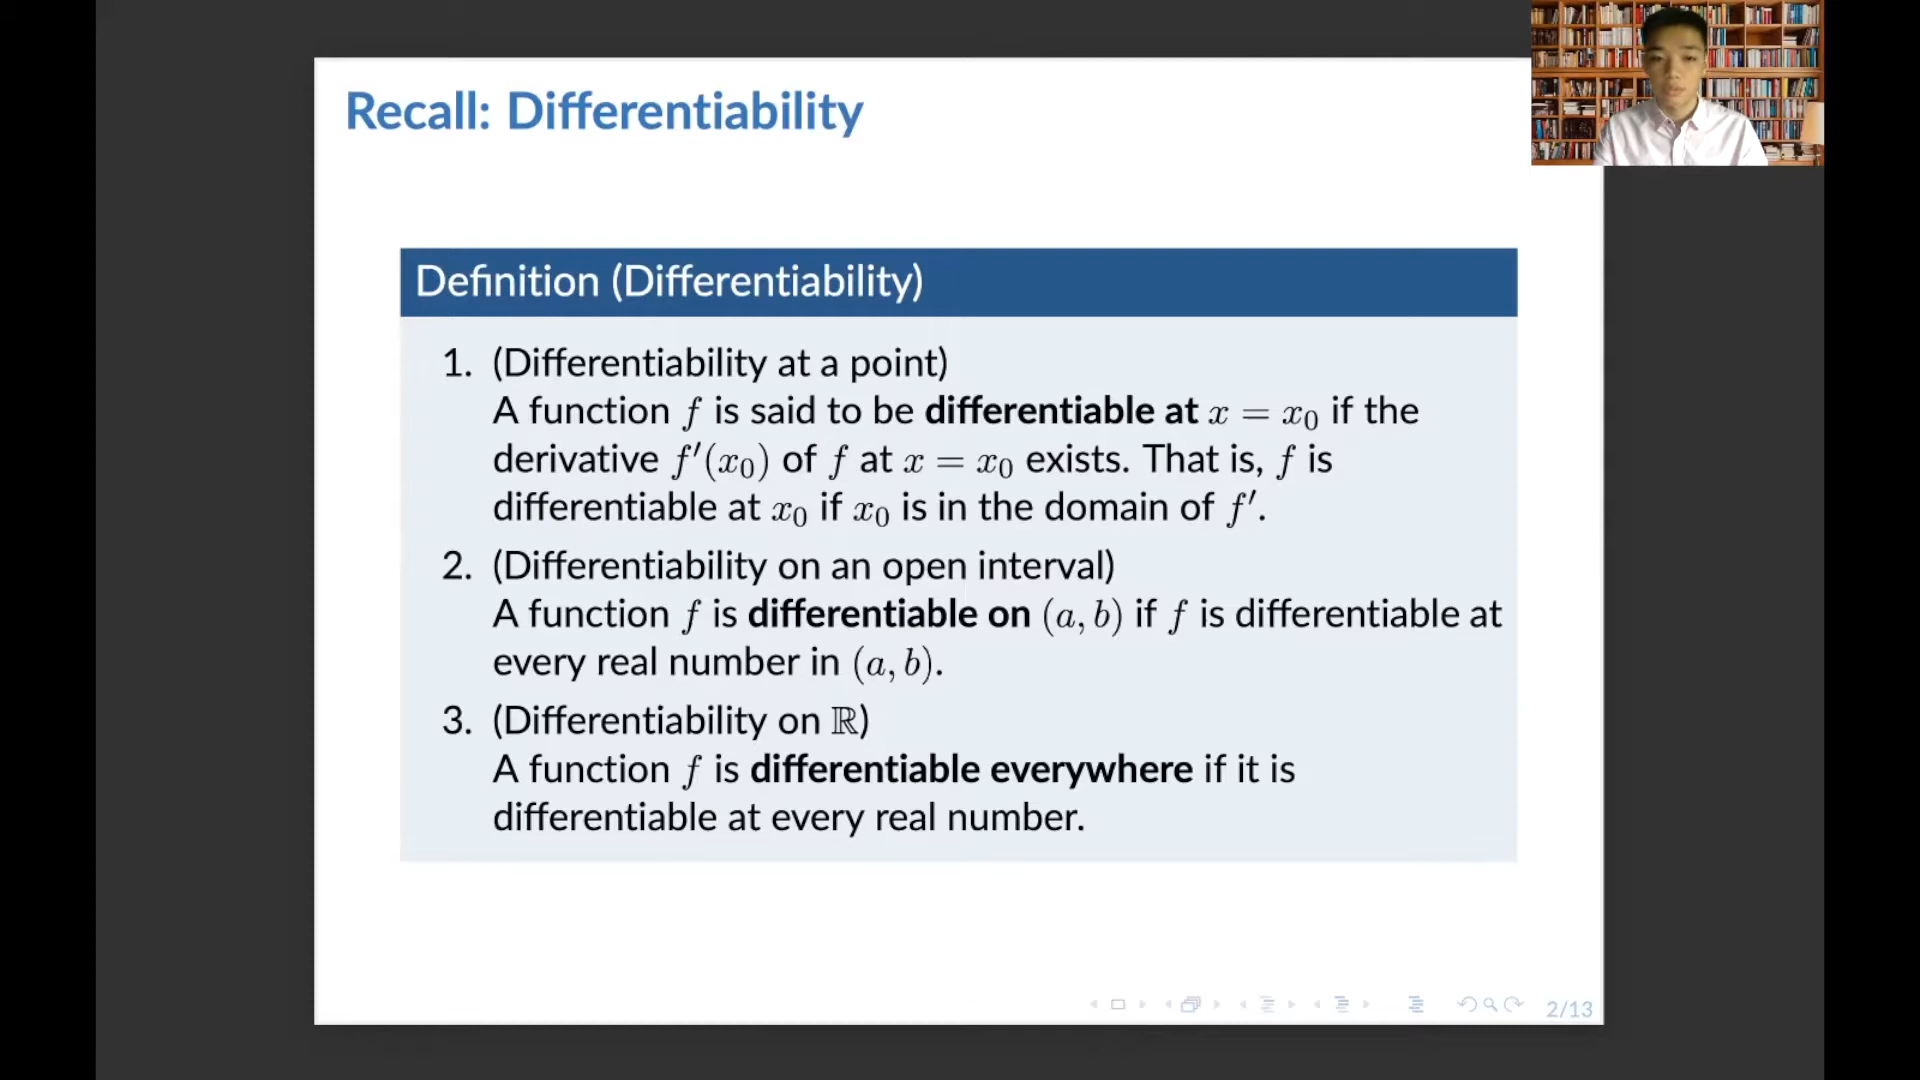 Recall: Differentiability
Definition (Differentiability)
1. (Differentiability at a point)
A function f is said to be differentiable at x = x₀ if the
derivative f′(x₀) of f at x = x₀ exists. That is, f is
differentiable at x₀ if x₀ is in the domain of f′.
2. (Differentiability on an open interval)
A function f is differentiable on (a, b) if f is differentiable at
every real number in (a, b).
3. (Differentiability on ℝ)
A function f is differentiable everywhere if it is
differentiable at every real number.
2/13